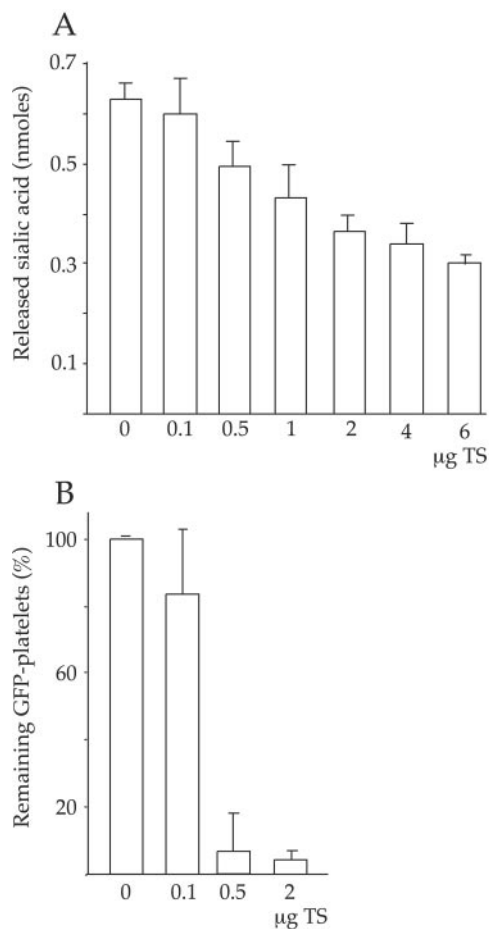 A
Released sialic acid (nmoles)
0.7
0.5
0.3
0.1
0 0.1 0.5 1 2 4 6
μg TS
B
Remaining GFP-platelets (%)
100
60
20
0 0.1 0.5 2
μg TS